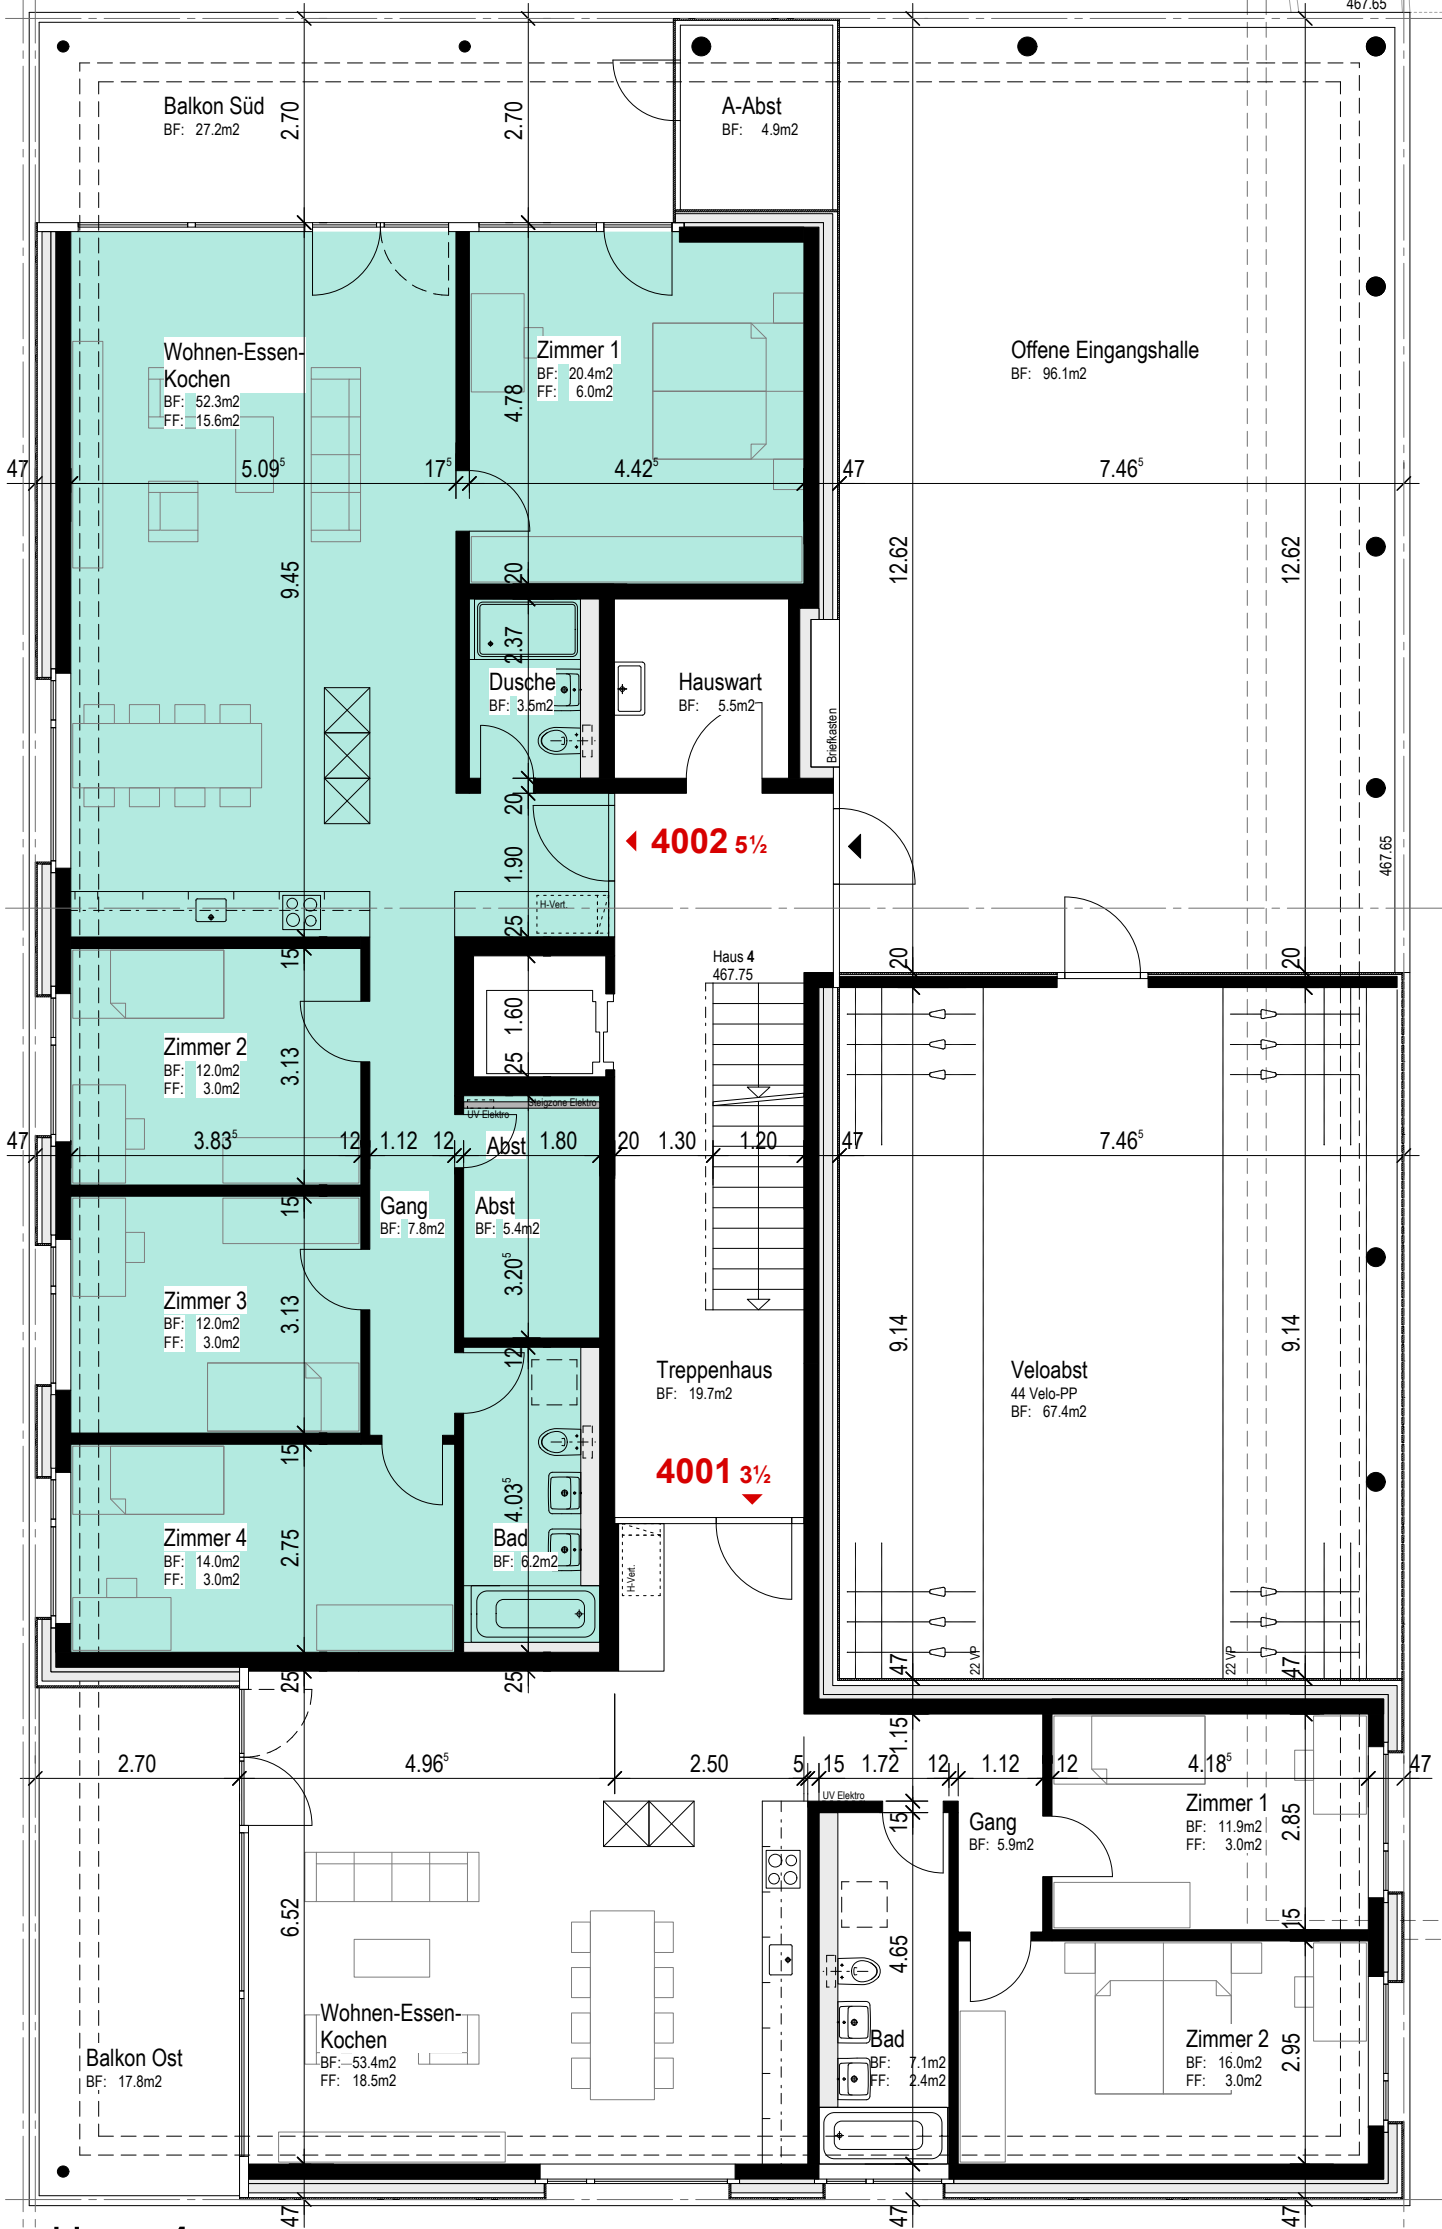 467.65
Balkon Süd
BF: 27.2m2
2.70
2.70
A-Abst
BF: 4.9m2
Wohnen-Essen-
Kochen
BF: 52.3m2
FF: 15.6m2
Zimmer 1
BF: 20.4m2
FF: 6.0m2
4.78
Offene Eingangshalle
BF: 96.1m2
47
5.09⁵
17⁵
4.42⁵
47
7.46⁵
9.45
20
12.62
12.62
2.37
Dusche
BF: 3.5m2
Hauswart
BF: 5.5m2
Briefkasten
20
4002 5½
1.90
467.65
H-Vert.
25
15
Haus 4
467.75
20
20
1.60
Zimmer 2
BF: 12.0m2
FF: 3.0m2
3.13
25
UV Elektro
Steigzone Elektro
47
3.83⁵
12
1.12
12
Abst
1.80
20
1.30
1.20
47
7.46⁵
15
Gang
BF: 7.8m2
Abst
BF: 5.4m2
3.20⁵
Zimmer 3
BF: 12.0m2
FF: 3.0m2
3.13
9.14
9.14
12
Treppenhaus
BF: 19.7m2
Veloabst
44 Velo-PP
BF: 67.4m2
15
4001 3½
4.03⁵
Zimmer 4
BF: 14.0m2
FF: 3.0m2
2.75
Bad
BF: 6.2m2
H-Vert.
25
25
47
22 VP
22 VP
47
1.15
2.70
4.96⁵
2.50
5
15
1.72
12
1.12
12
4.18⁵
47
UV Elektro
15
Gang
BF: 5.9m2
Zimmer 1
BF: 11.9m2
FF: 3.0m2
2.85
6.52
15
4.65
Wohnen-Essen-
Kochen
BF: 53.4m2
FF: 18.5m2
Balkon Ost
BF: 17.8m2
Bad
BF: 7.1m2
FF: 2.4m2
Zimmer 2
BF: 16.0m2
FF: 3.0m2
2.95
47
47
47